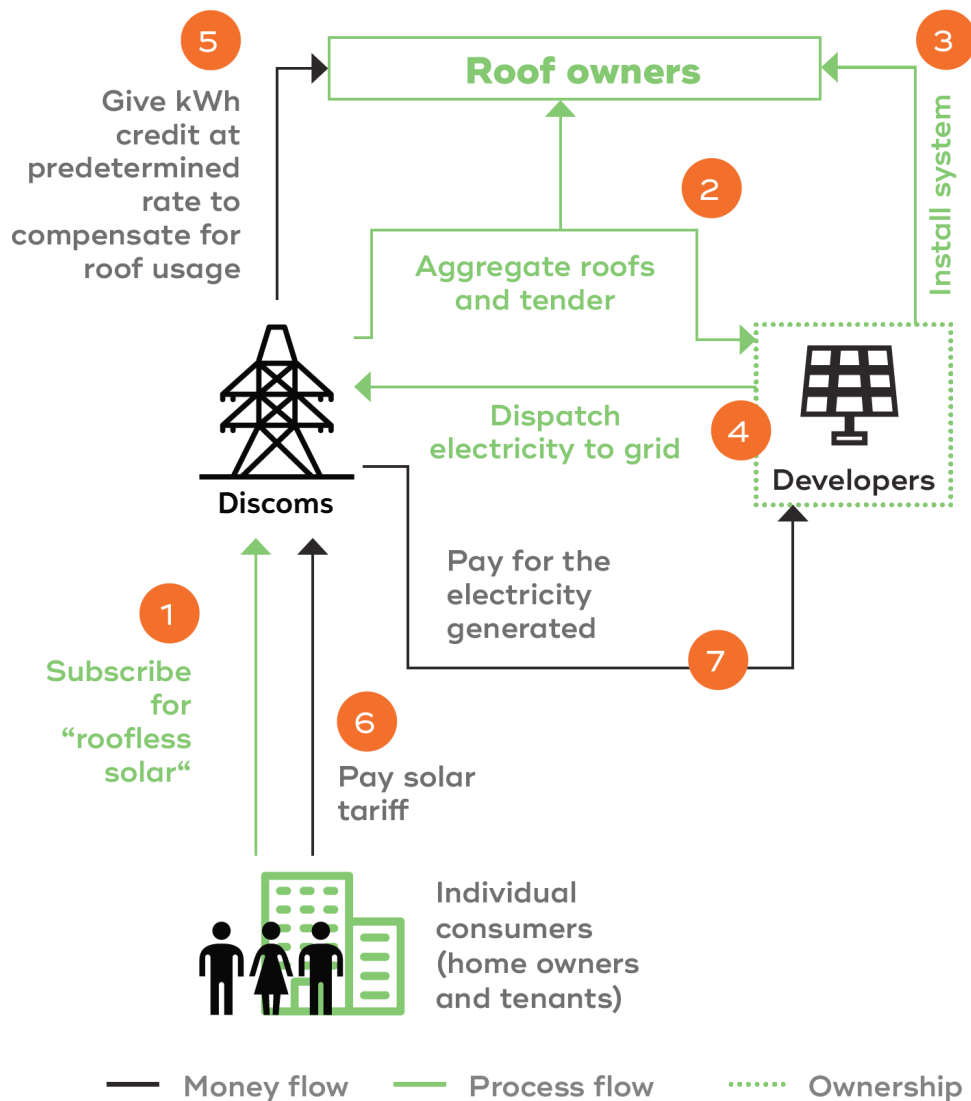 5
3
Roof owners
Give kWh
credit at
predetermined
rate to
compensate for
roof usage
Install system
2
Aggregate roofs
and tender
Dispatch
electricity to grid
4
Discoms
Developers
Pay for the
electricity
generated
1
7
Subscribe
for
“roofless
solar“
6
Pay solar
tariff
Individual
consumers
(home owners
and tenants)
Money flow
Process flow
Ownership